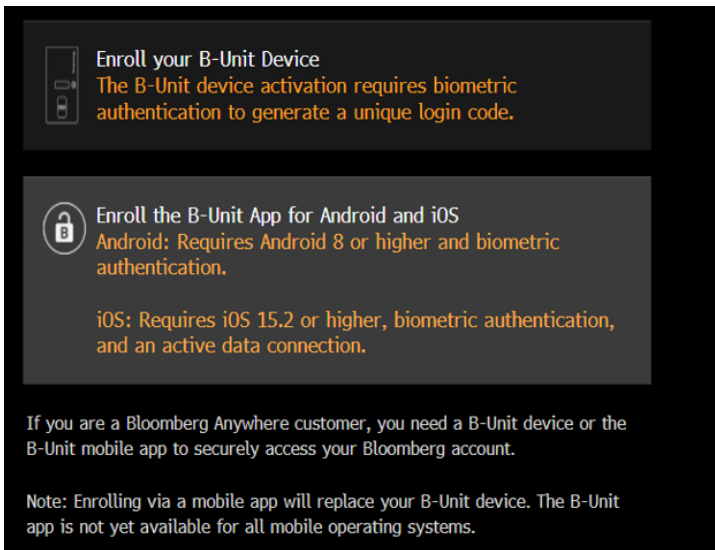 Enroll your B-Unit Device
The B-Unit device activation requires biometric
authentication to generate a unique login code.
B
Enroll the B-Unit App for Android and iOS
Android: Requires Android 8 or higher and biometric
authentication.
iOS: Requires iOS 15.2 or higher, biometric authentication,
and an active data connection.
If you are a Bloomberg Anywhere customer, you need a B-Unit device or the
B-Unit mobile app to securely access your Bloomberg account.
Note: Enrolling via a mobile app will replace your B-Unit device. The B-Unit
app is not yet available for all mobile operating systems.